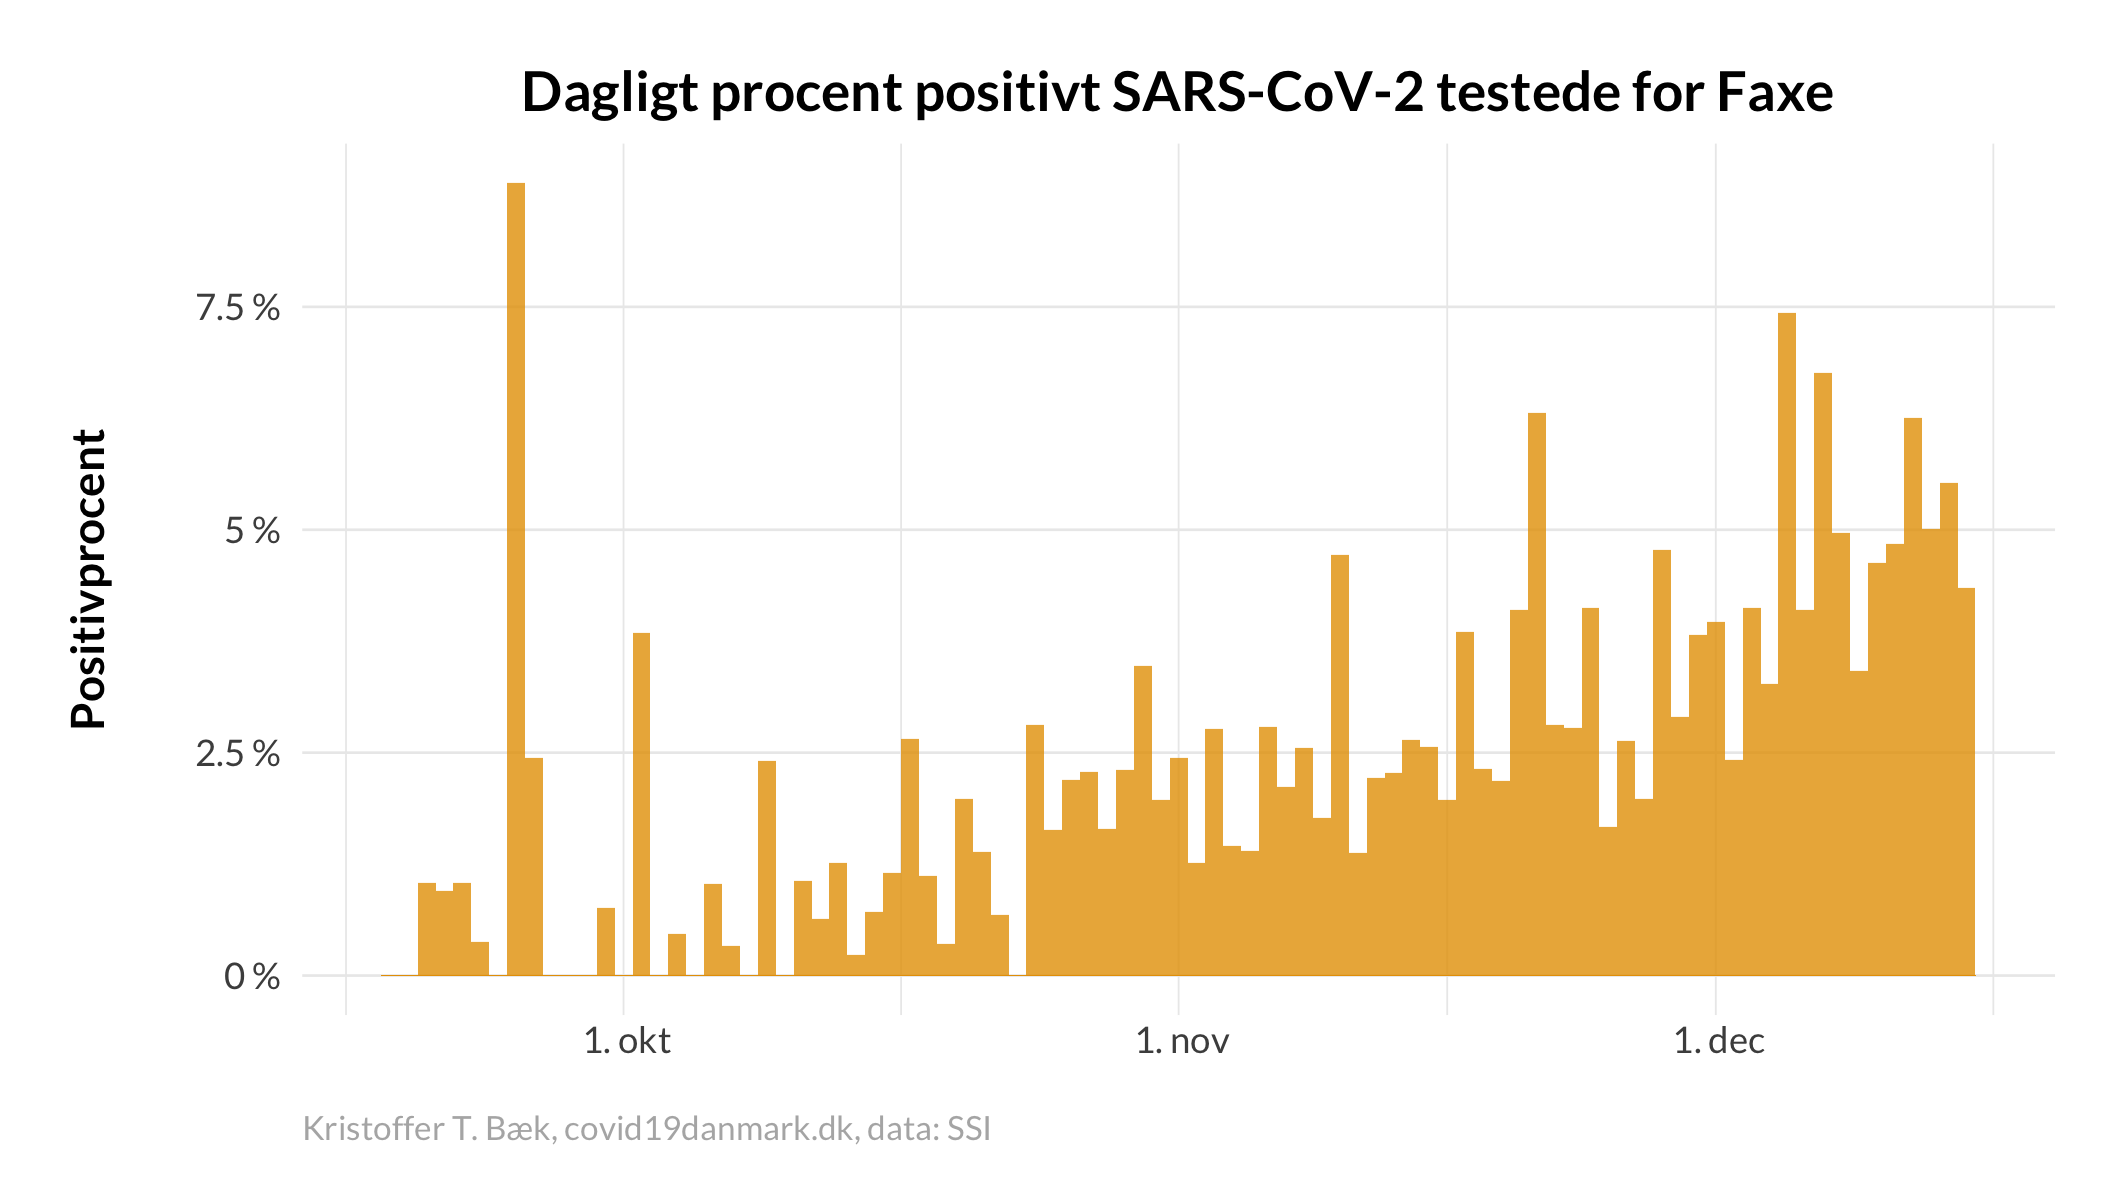 Dagligt procent positivt SARS-CoV-2 testede for Faxe
Positivprocent
7.5 %
5 %
2.5 %
0 %
1. okt
1. nov
1. dec
Kristoffer T. Bæk, covid19danmark.dk, data: SSI